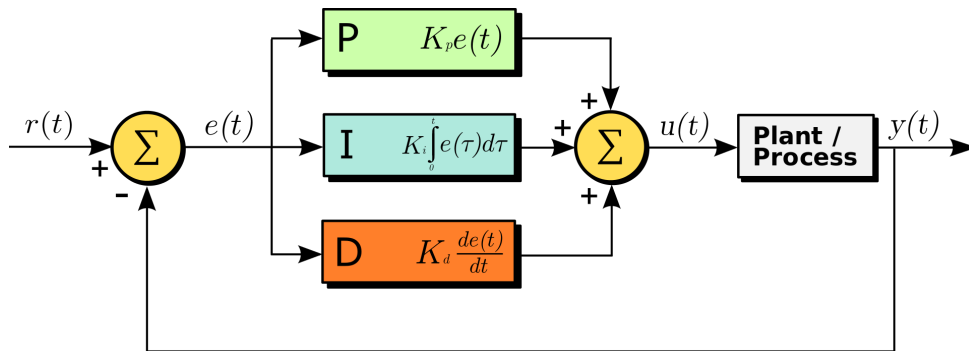 r(t)
+
-
Σ
e(t)
P K_p e(t)
I K_i ∫_0^t e(τ)dτ
D K_d de(t)/dt
+
+
+
Σ
u(t)
Plant /
Process
y(t)